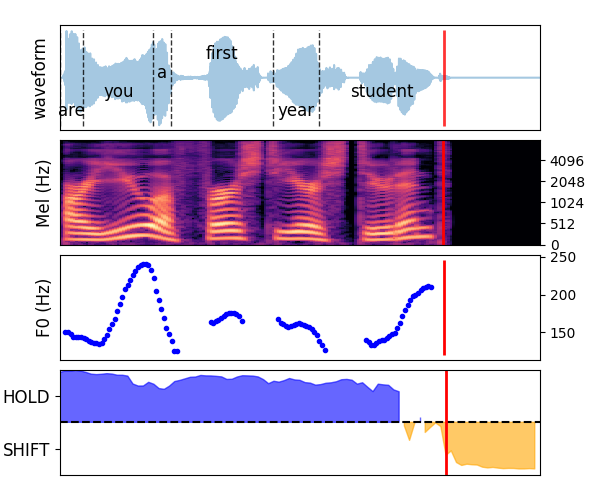 waveform
first
a
you
are
year
student
Mel (Hz)
4096
2048
1024
512
0
F0 (Hz)
250
200
150
HOLD
SHIFT